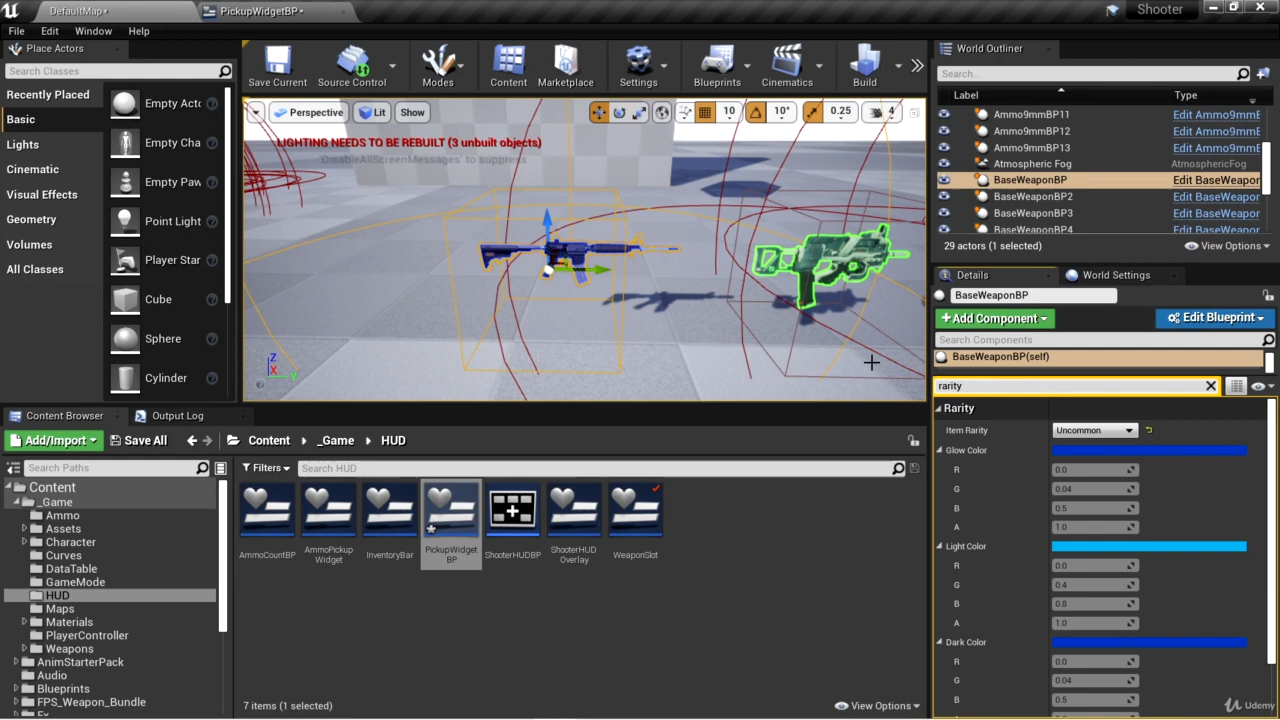 DefaultMap*
PickupWidgetBP*
Shooter
File Edit Window Help
Place Actors
Search Classes
Recently Placed
Basic
Lights
Cinematic
Visual Effects
Geometry
Volumes
All Classes
Empty Acto
Empty Cha
Empty Paw
Point Light
Player Star
Cube
Sphere
Cylinder
Save Current
Source Control
Modes
Content
Marketplace
Settings
Blueprints
Cinematics
Build
Perspective
Lit
Show
10
10°
0.25
4
LIGHTING NEEDS TO BE REBUILT (3 unbuilt objects)
'DisableAllScreenMessages' to suppress
Z
X
Y
World Outliner
Search...
Label Type
Ammo9mmBP11 Edit Ammo9mmE
Ammo9mmBP12 Edit Ammo9mmE
Ammo9mmBP13 Edit Ammo9mmE
Atmospheric Fog AtmosphericFog
BaseWeaponBP Edit BaseWeapor
BaseWeaponBP2 Edit BaseWeapor
BaseWeaponBP3 Edit BaseWeapor
BaseWeaponBP4 Edit BaseWeapor
29 actors (1 selected)
View Options
Details
World Settings
BaseWeaponBP
+Add Component
Edit Blueprint
Search Components
BaseWeaponBP(self)
rarity
Rarity
Item Rarity Uncommon
Glow Color
R 0.0
G 0.04
B 0.5
A 1.0
Light Color
R 0.0
G 0.4
B 0.8
A 1.0
Dark Color
R 0.0
G 0.04
B 0.5
Udemy
Content Browser
Output Log
Add/Import
Save All
Content
_Game
HUD
Search Paths
Filters
Search HUD
Content
_Game
Ammo
Assets
Character
Curves
DataTable
GameMode
HUD
Maps
Materials
PlayerController
Weapons
AnimStarterPack
Audio
Blueprints
FPS_Weapon_Bundle
AmmoCountBP
AmmoPickup
Widget
InventoryBar
PickupWidget
BP
ShooterHUDBP
ShooterHUD
Overlay
WeaponSlot
7 items (1 selected)
View Options